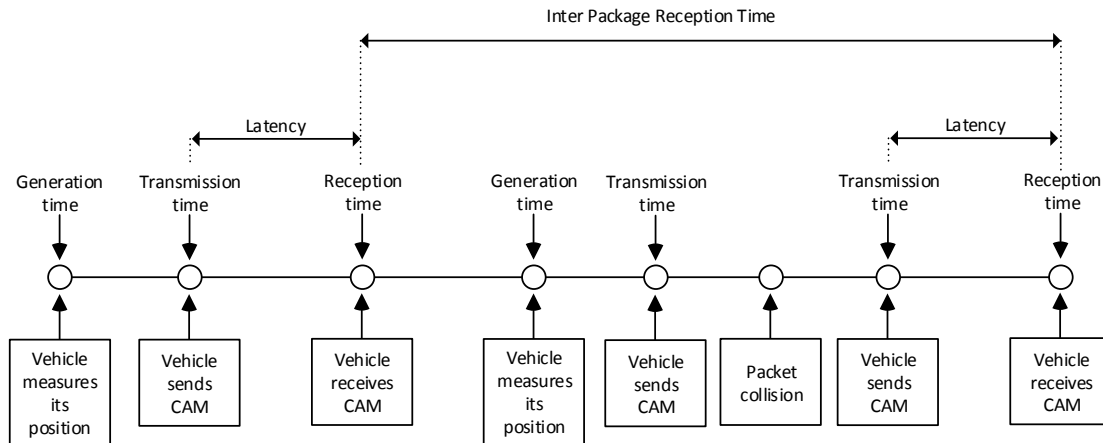 Inter Package Reception Time
Latency
Latency
Generation
time
Transmission
time
Reception
time
Generation
time
Transmission
time
Transmission
time
Reception
time
Vehicle
measures
its
position
Vehicle
sends
CAM
Vehicle
receives
CAM
Vehicle
measures
its
position
Vehicle
sends
CAM
Packet
collision
Vehicle
sends
CAM
Vehicle
receives
CAM